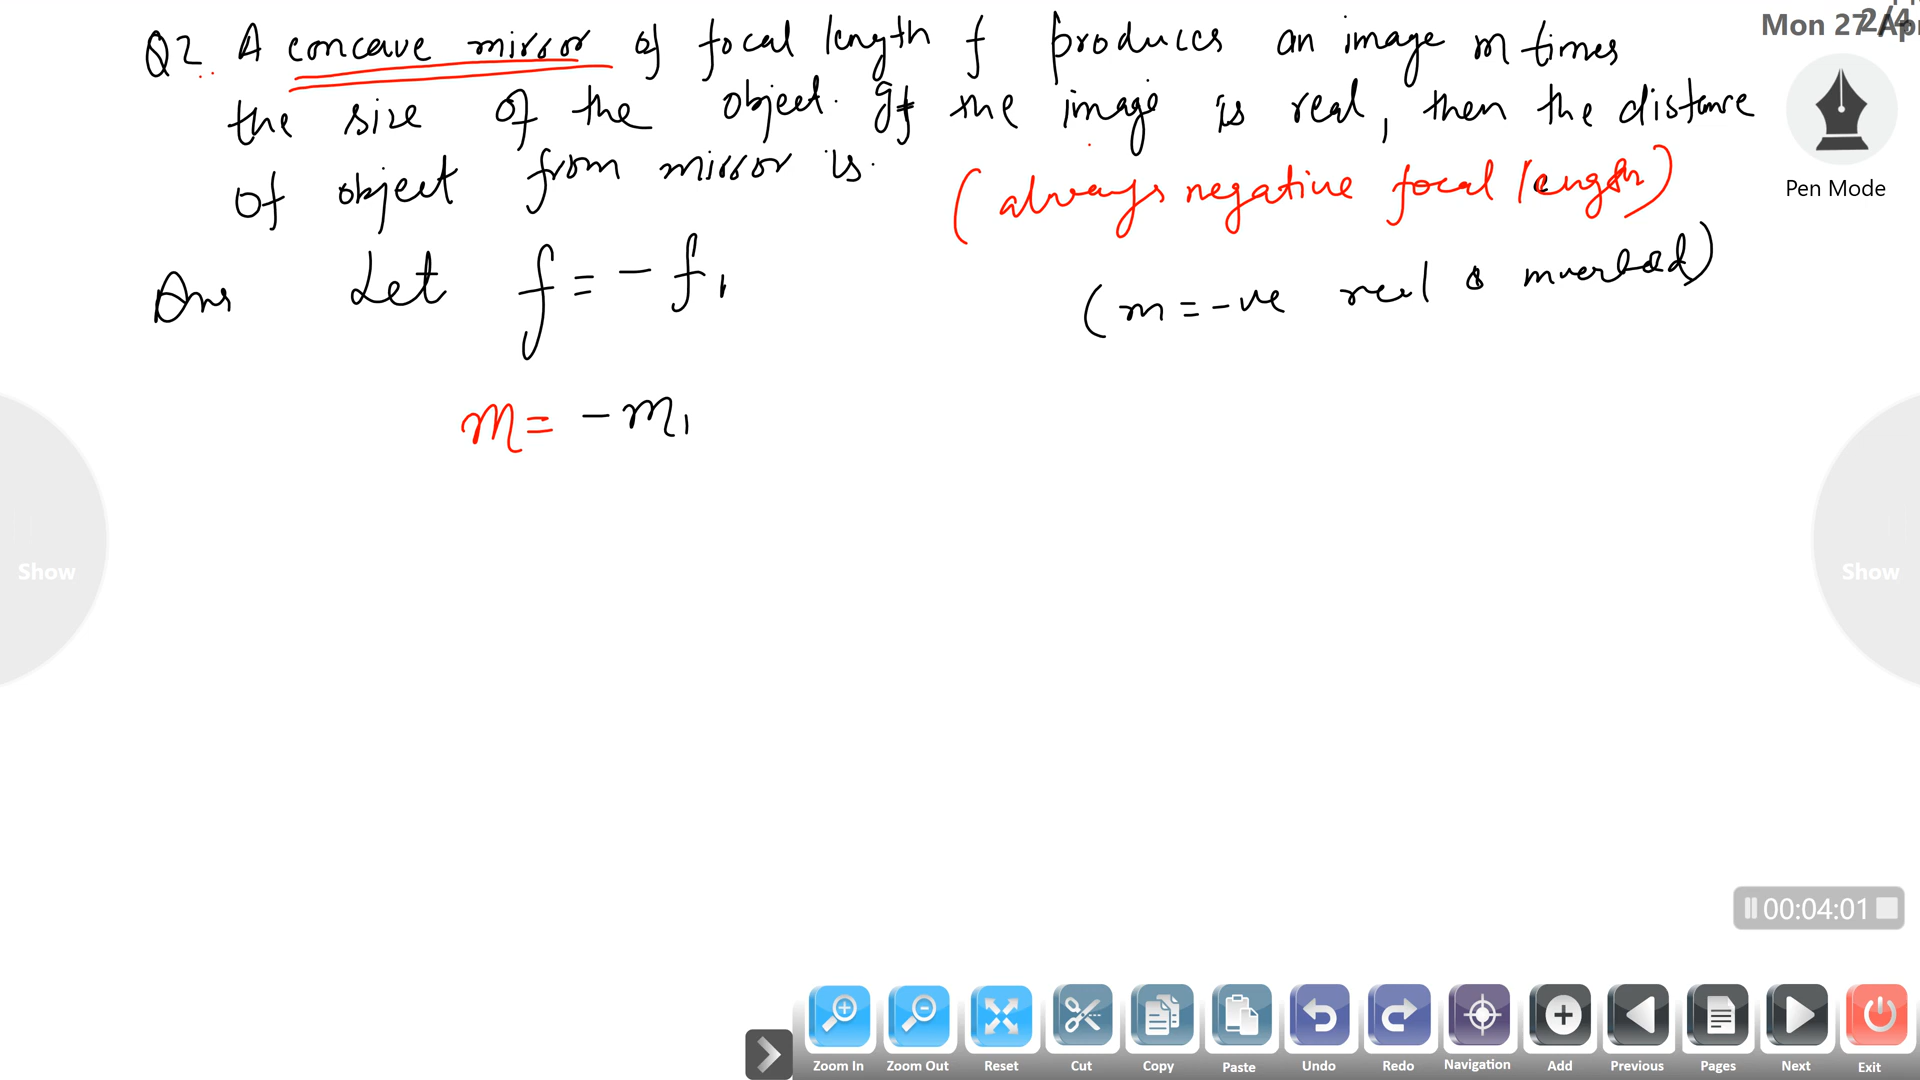 Mon 27 Apr
2/4
Q2. A concave mirror of focal length f produces an image m times
the size of the object. If the image is real, then the distance
of object from mirror is.
(always negative focal length)
Pen Mode
Ans Let f = - f₁
(m = -ve real & inverted)
m = - m₁
Show
Show
00:04:01
Zoom In Zoom Out Reset Cut Copy Paste Undo Redo Navigation Add Previous Pages Next Exit